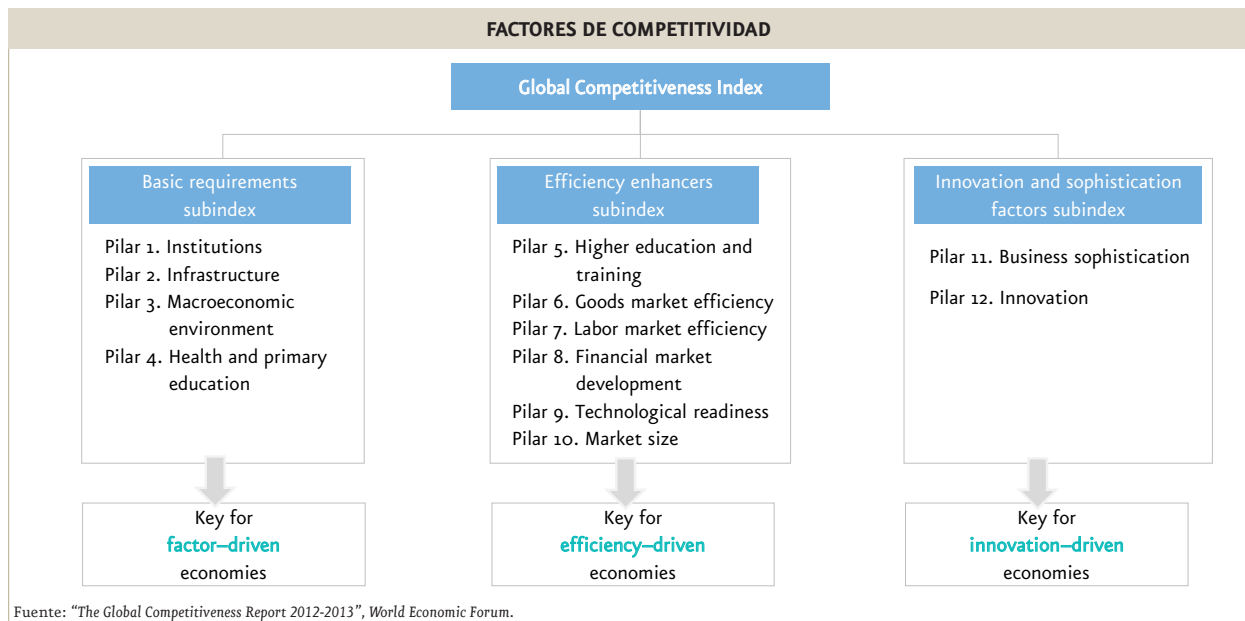 FACTORES DE COMPETITIVIDAD
Global Competitiveness Index
Basic requirements
subindex
Pilar 1. Institions
Pilar 2. Infrastructure
Pilar 3. Macroeconomic
environment
Pilar 4. Health and primary
education
Key for
factor–driven
economies
Efficiency enhancers
subindex
Pilar 5. Higher education and
training
Pilar 6. Goods market efficiency
Pilar 7. Labor market efficiency
Pilar 8. Financial market
development
Pilar 9. Technological readiness
Pilar 10. Market size
Key for
efficiency–driven
economies
Innovation and sophistication
factors subindex
Pilar 11. Business sophistication
Pilar 12. Innovation
Key for
innovation–driven
economies
Fuente: "The Global Competitiveness Report 2012-2013", World Economic Forum.